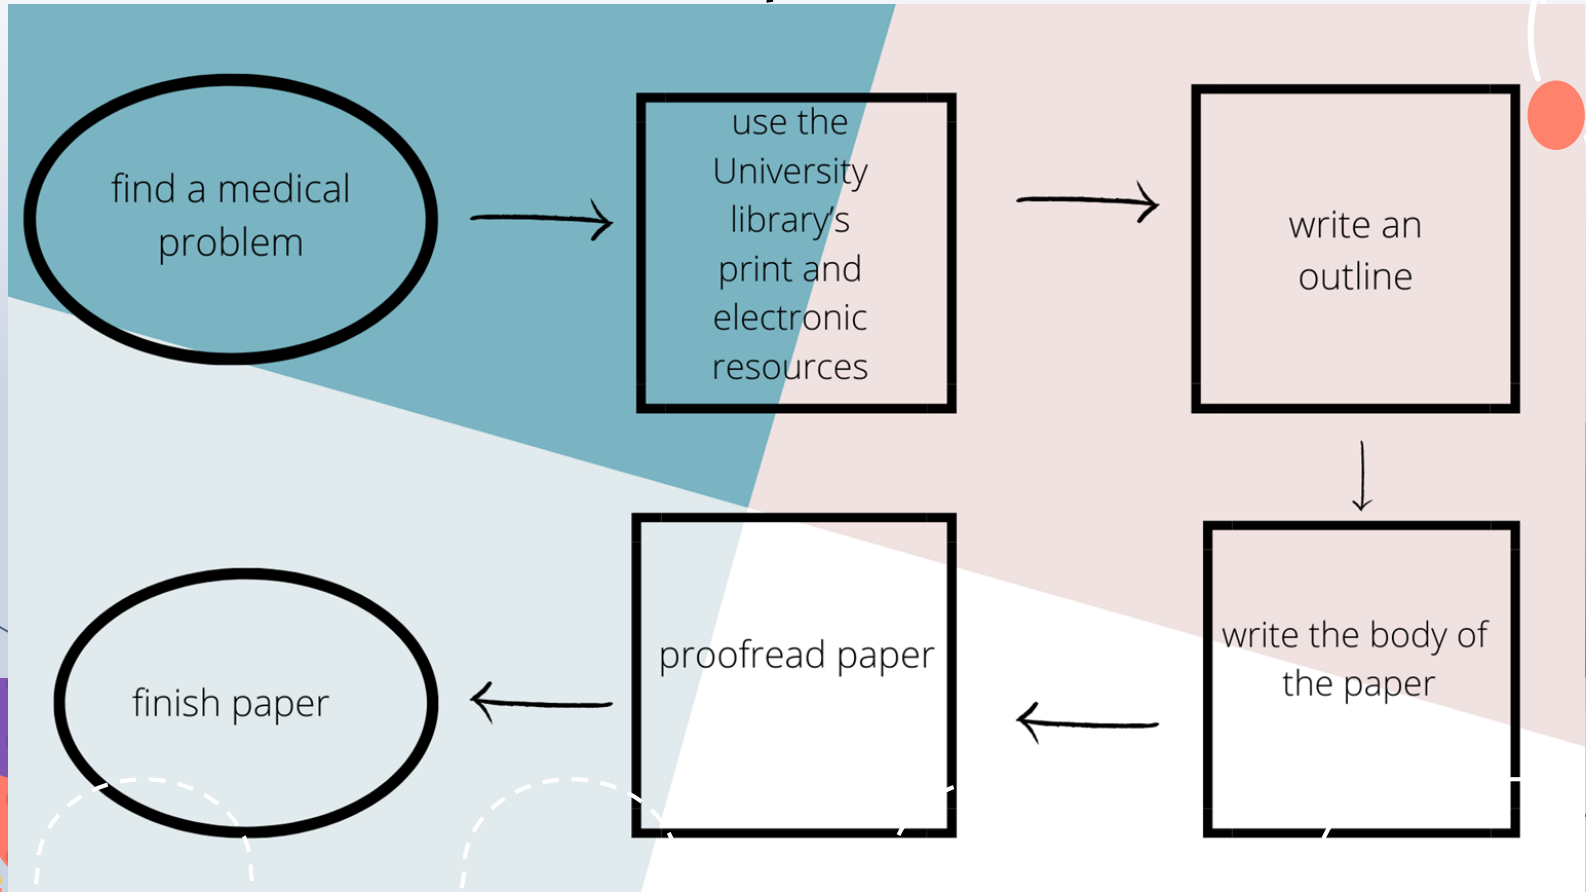 find a medical
problem
use the
University
library's
print and
electronic
resources
write an
outline
write the body of
the paper
proofread paper
finish paper